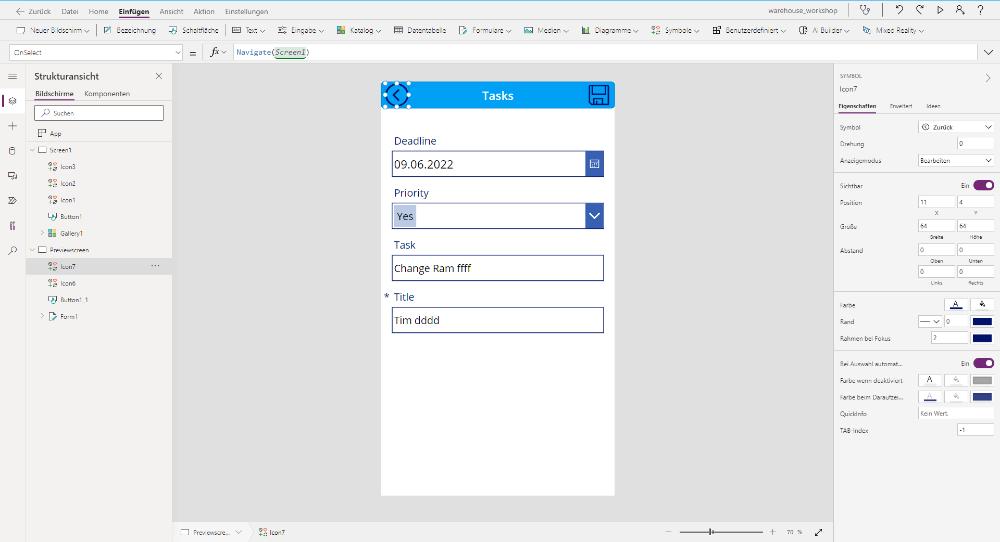 Zurück Datei Home Einfügen Ansicht Aktion Einstellungen warehouse_workshop
Neuer Bildschirm Bezeichnung Schaltfläche Abc Text Eingabe Katalog Datentabelle Formulare Medien Diagramme Symbole Benutzerdefiniert AI Builder Mixed Reality
OnSelect = fx Navigate(Screen1)
Strukturansicht
Bildschirme Komponenten
Suchen
App
Screen1
Icon3
Icon2
Icon1
Button1
Gallery1
Previewscreen
Icon7 ...
Icon6
Button1_1
Form1
Tasks
Deadline
09.06.2022
Priority
Yes
Task
Change Ram ffff
* Title
Tim dddd
Previewscre... Icon7
70 %
SYMBOL
Icon7
Eigenschaften Erweitert Ideen
Symbol Zurück
Drehung 0
Anzeigemodus Bearbeiten
Sichtbar Ein
Position 11 4
X Y
Größe 64 64
Breite Höhe
Abstand 0 0
Oben Unten
0 0
Links Rechts
Farbe A
Rand 0
Rahmen bei Fokus 2
Bei Auswahl automat... Ein
Farbe wenn deaktiviert A
Farbe beim Daraufzei... A
QuickInfo Kein Wert.
TAB-Index -1